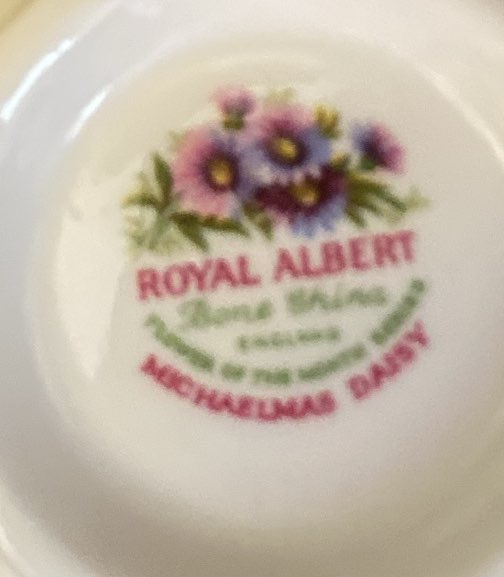 ROYAL ALBERT
Bone China
ENGLAND
FLOWER OF THE MONTH SERIES
MICHAELMAS DAISY